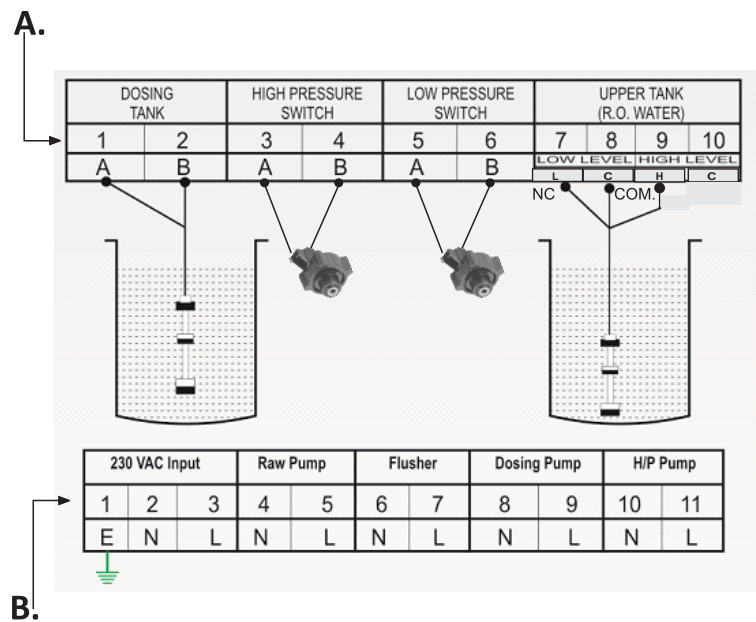 A.
DOSING TANK HIGH PRESSURE SWITCH LOW PRESSURE SWITCH UPPER TANK (R.O. WATER)
1 2 3 4 5 6 7 8 9 10
A B A B A B LOW LEVEL HIGH LEVEL
L C H C
NC COM.
230 VAC Input Raw Pump Flusher Dosing Pump H/P Pump
1 2 3 4 5 6 7 8 9 10 11
E N L N L N L N L N L
B.